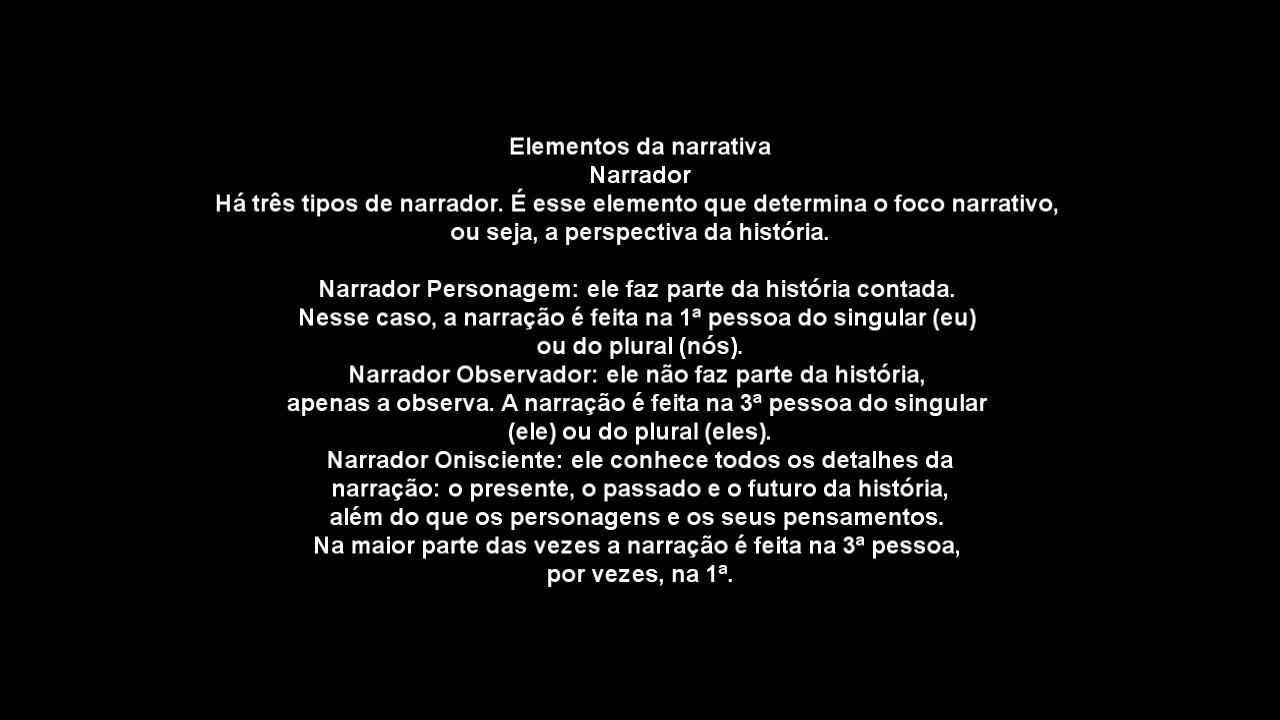 Elementos da narrativa
Narrador
Há três tipos de narrador. É esse elemento que determina o foco narrativo,
ou seja, a perspectiva da história.
Narrador Personagem: ele faz parte da história contada.
Nesse caso, a narração é feita na 1ª pessoa do singular (eu)
ou do plural (nós).
Narrador Observador: ele não faz parte da história,
apenas a observa. A narração é feita na 3ª pessoa do singular
(ele) ou do plural (eles).
Narrador Onisciente: ele conhece todos os detalhes da
narração: o presente, o passado e o futuro da história,
além do que os personagens e os seus pensamentos.
Na maior parte das vezes a narração é feita na 3ª pessoa,
por vezes, na 1ª.